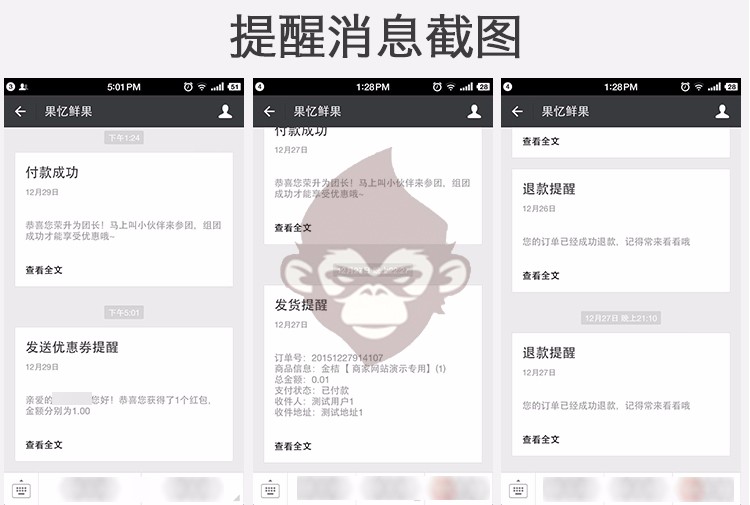 提醒消息截图
3
5:01 PM
51
果忆鲜果
下午1:24
付款成功
12月29日
恭喜您荣升为团长！马上叫小伙伴来参团，组团
成功才能享受优惠哦~
查看全文
下午5:01
发送优惠券提醒
12月29日
亲爱的
您好！恭喜您获得了1个红包，
金额分别为1.00
查看全文
4
1:28 PM
28
果忆鲜果
付款成功
12月27日
恭喜您荣升为团长！马上叫小伙伴来参团，组团
成功才能享受优惠哦~
查看全文
发货提醒
12月27日
订单号：20151227914107
商品信息：金桔【 商家网站演示专用】(1)
总金额：0.01
支付状态：已付款
收件人：测试用户1
收件地址：测试地址1
查看全文
4
1:28 PM
28
果忆鲜果
查看全文
退款提醒
12月26日
您的订单已经成功退款，记得常来看看哦
查看全文
12月27日 晚上21:10
退款提醒
12月27日
您的订单已经成功退款，记得常来看看哦
查看全文